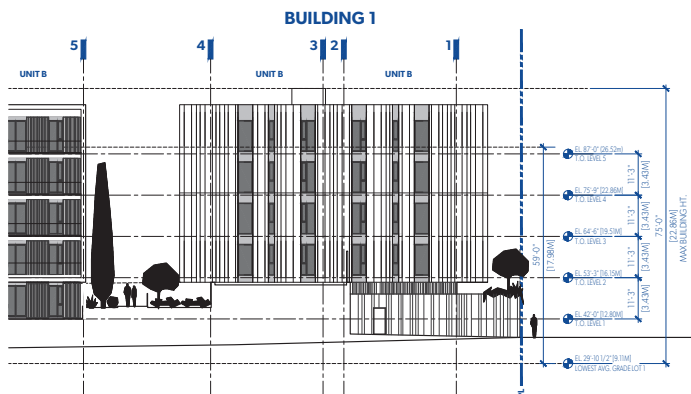 BUILDING 1
5
4
3
2
1
UNIT B
UNIT B
UNIT B
EL 87'-0" (26.52m)
T.O. LEVEL 5
11'-3"
[3.43M]
EL 75'-9" [22.86M]
T.O. LEVEL 4
11'-3"
[3.43M]
EL 64'-6" [19.51M]
T.O. LEVEL 3
11'-3"
[3.43M]
EL 53'-3" [16.15M]
T.O. LEVEL 2
11'-3"
[3.43M]
EL 42'-0" [12.80M]
T.O. LEVEL 1
59'-0"
[17.98M]
75'-0"
[22.86M]
MAX BUILDING HT.
EL 29'-10 1/2" [9.11M]
LOWEST AVG. GRADE LOT 1